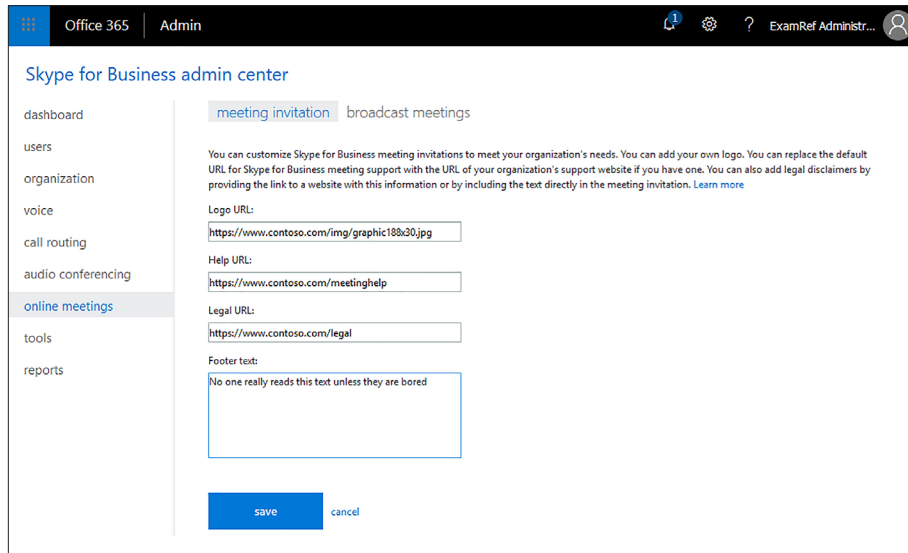 Office 365
Admin
1
?
ExamRef Administr...
Skype for Business admin center
dashboard
users
organization
voice
call routing
audio conferencing
online meetings
tools
reports
meeting invitation
broadcast meetings
You can customize Skype for Business meeting invitations to meet your organization's needs. You can add your own logo. You can replace the default
URL for Skype for Business meeting support with the URL of your organization's support website if you have one. You can also add legal disclaimers by
providing the link to a website with this information or by including the text directly in the meeting invitation. Learn more
Logo URL:
https://www.contoso.com/img/graphic188x30.jpg
Help URL:
https://www.contoso.com/meetinghelp
Legal URL:
https://www.contoso.com/legal
Footer text:
No one really reads this text unless they are bored
save
cancel